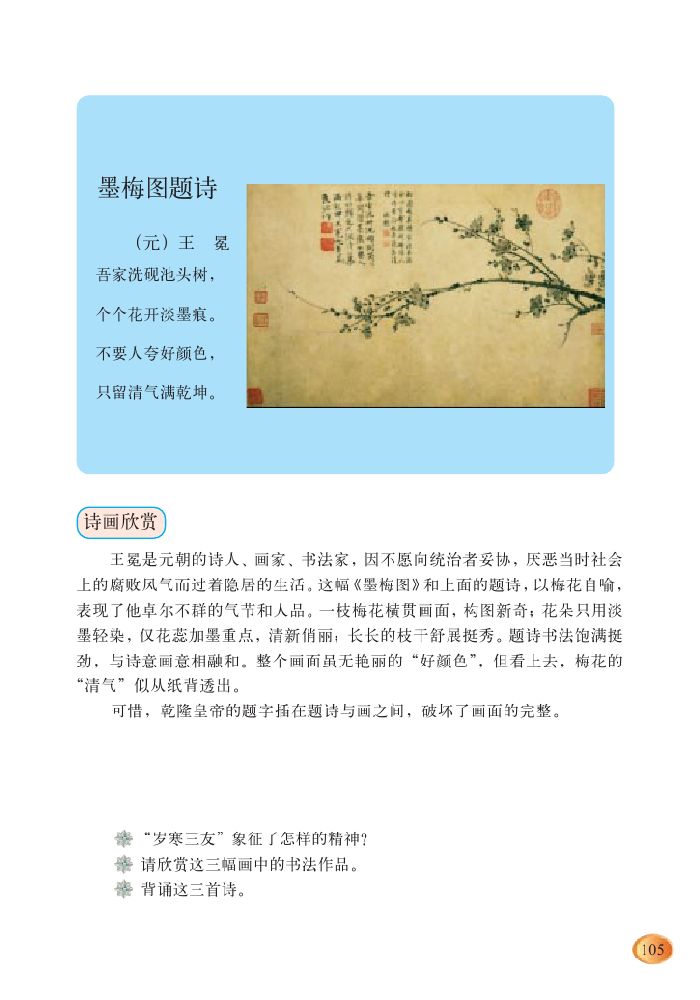 墨梅图题诗
（元）王　冕
吾家洗砚池头树，
个个花开淡墨痕。
不要人夸好颜色，
只留清气满乾坤。
诗画欣赏
王冕是元朝的诗人、画家、书法家，因不愿向统治者妥协，厌恶当时社会
上的腐败风气而过着隐居的生活。这幅《墨梅图》和上面的题诗，以梅花自喻，
表现了他卓尔不群的气节和人品。一枝梅花横贯画面，构图新奇；花朵只用淡
墨轻染，仅花蕊加墨重点，清新俏丽；长长的枝干舒展挺秀。题诗书法饱满挺
劲，与诗意画意相融和。整个画面虽无艳丽的“好颜色”，但看上去，梅花的
“清气”似从纸背透出。
可惜，乾隆皇帝的题字插在题诗与画之间，破坏了画面的完整。
“岁寒三友”象征了怎样的精神？
请欣赏这三幅画中的书法作品。
背诵这三首诗。
105